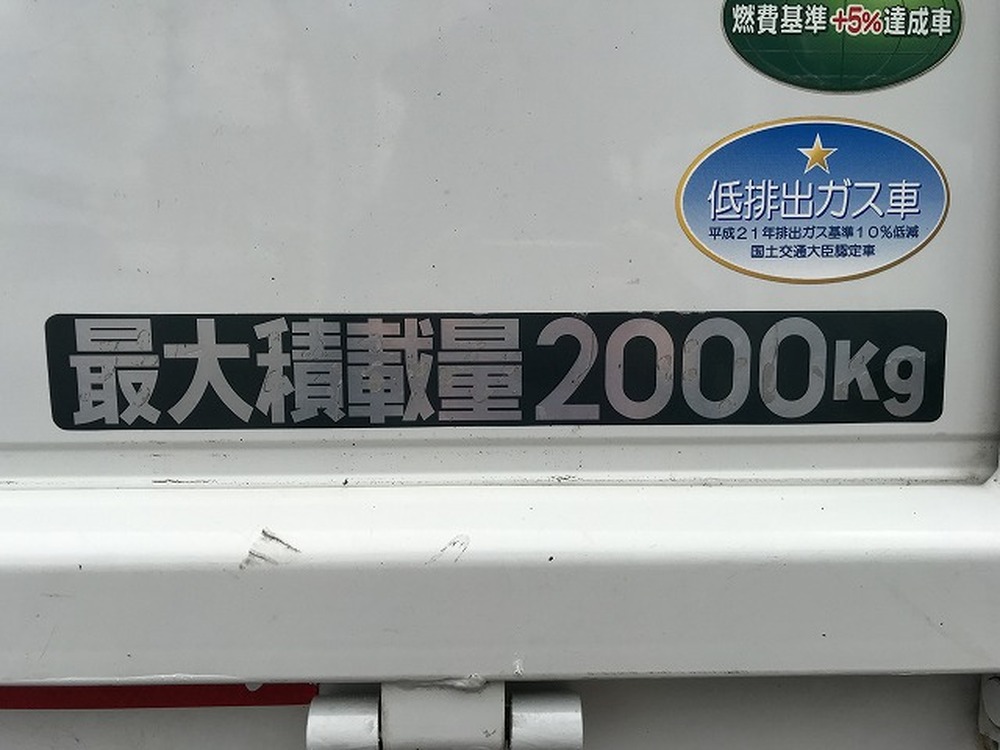 燃費基準+5%達成車
低排出ガス車
平成21年排出ガス基準10%低減
国土交通大臣認定車
最大積載量2000Kg